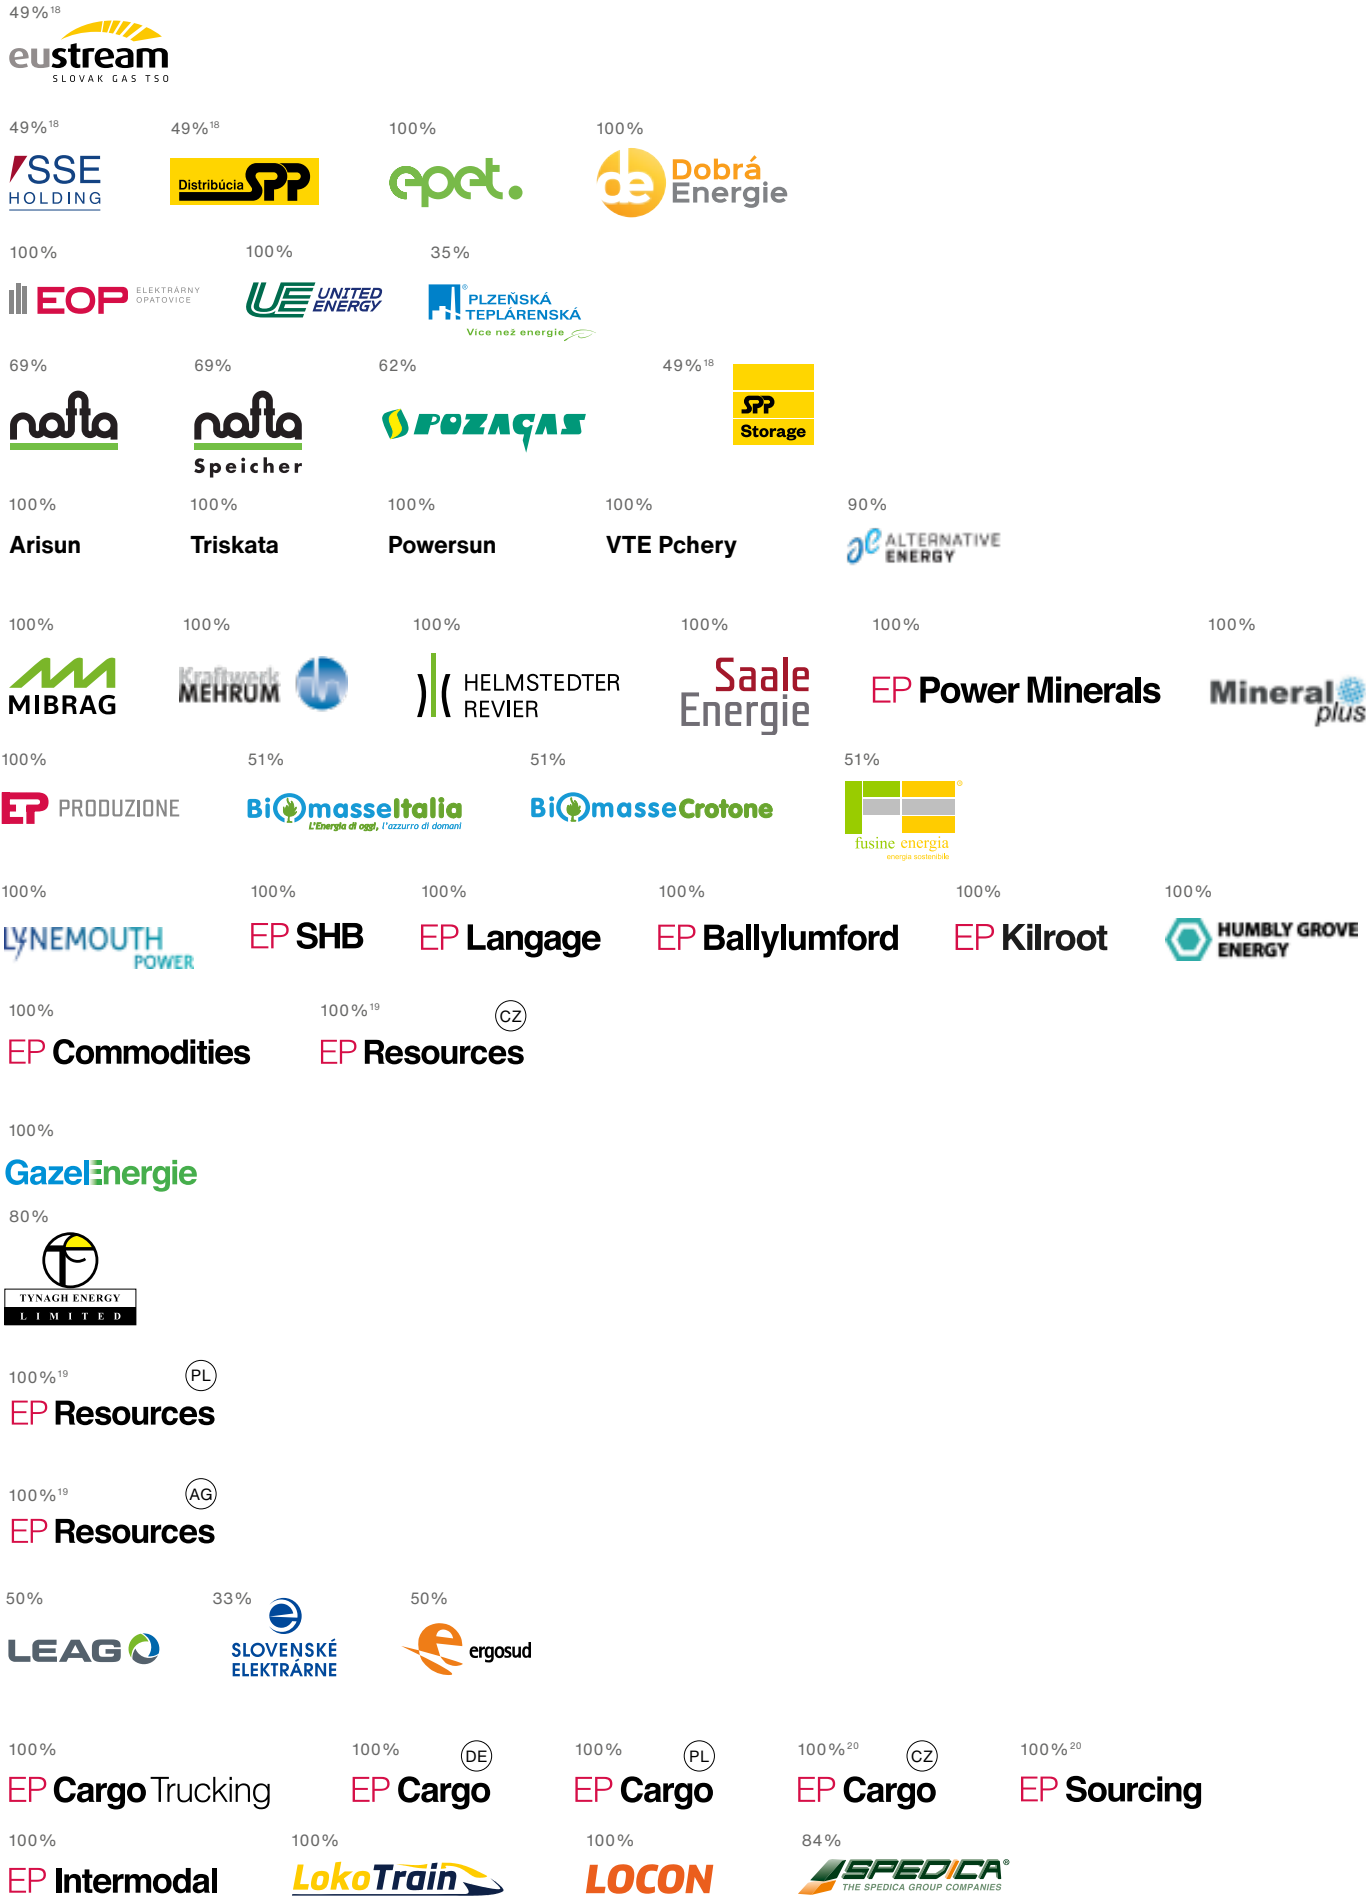 49%18
eustream
SLOVAK GAS TSO
49%18 49%18 100% 100%
SSE HOLDING
Distribúcia SPP
epet.
de Dobrá Energie
100% 100% 35%
EOP ELEKTRÁRNY OPATOVICE
UE UNITED ENERGY
PLZEŇSKÁ TEPLÁRENSKÁ ®
Více než energie
69% 69% 62% 49%18
nafta
nafta Speicher
POZAGAS
SPP Storage
100% 100% 100% 100% 90%
Arisun Triskata Powersun VTE Pchery ALTERNATIVE ENERGY
100% 100% 100% 100% 100% 100%
MIBRAG
Kraftwerk MEHRUM
HELMSTEDTER REVIER
Saale Energie
EP Power Minerals
Mineral plus
100% 51% 51% 51%
EP PRODUZIONE
BiOmasseItalia
L'Energia di oggi, l'azzurro di domani
BiOmasseCrotone
fusine energia ®
energia sostenibile
100% 100% 100% 100% 100% 100%
LYNEMOUTH POWER
EP SHB
EP Langage
EP Ballylumford
EP Kilroot
HUMBLY GROVE ENERGY
100% 100%19 CZ
EP Commodities EP Resources
100%
GazelEnergie
80%
TYNAGH ENERGY
LIMITED
100%19 PL
EP Resources
100%19 AG
EP Resources
50% 33% 50%
LEAG
SLOVENSKÉ ELEKTRÁRNE
ergosud
100% 100% DE 100% PL 100%20 CZ 100%20
EP Cargo Trucking EP Cargo EP Cargo EP Cargo EP Sourcing
100% 100% 100% 84%
EP Intermodal LokoTrain LOCON SPEDICA®
THE SPEDICA GROUP COMPANIES